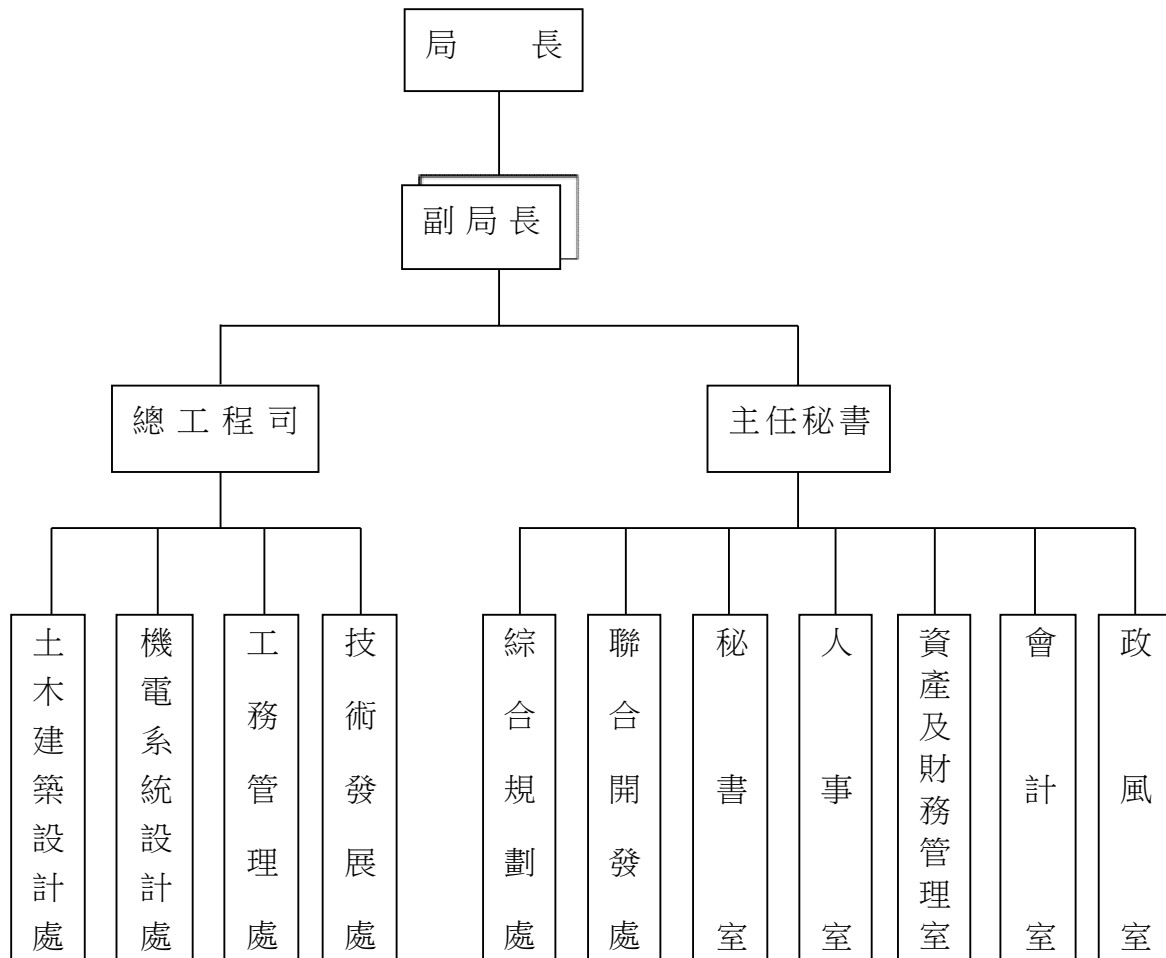 局長
副局長
總工程司
主任秘書
土木建築設計處
機電系統設計處
工務管理處
技術發展處
綜合規劃處
聯合開發處
秘書室
人事室
資產及財務管理室
會計室
政風室